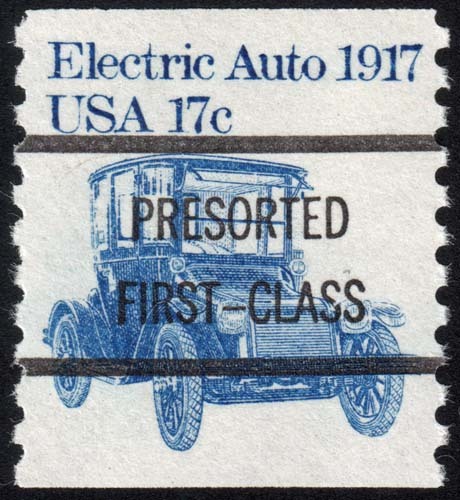 Electric Auto 1917
USA 17c
PRESORTED
FIRST-CLASS